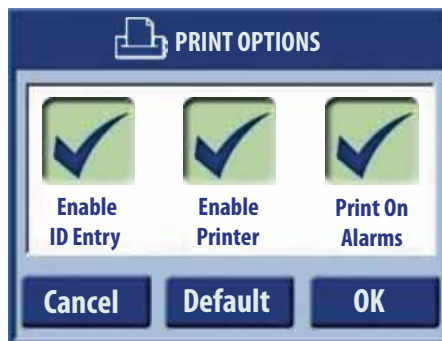 PRINT OPTIONS
Enable
ID Entry
Enable
Printer
Print On
Alarms
Cancel
Default
OK